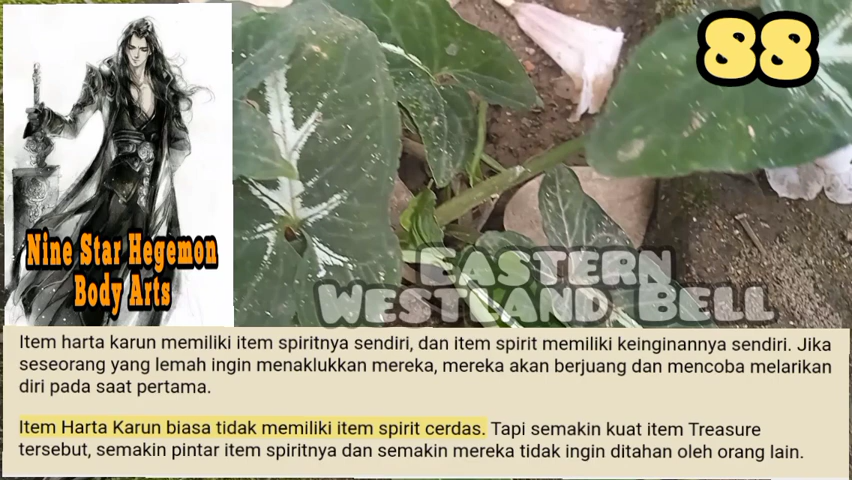 88
Nine Star Hegemon
Body Arts
EASTERN
WESTLAND BELL
Item harta karun memiliki item spiritnya sendiri, dan item spirit memiliki keinginannya sendiri. Jika
seseorang yang lemah ingin menaklukkan mereka, mereka akan berjuang dan mencoba melarikan
diri pada saat pertama.
Item Harta Karun biasa tidak memiliki item spirit cerdas. Tapi semakin kuat item Treasure
tersebut, semakin pintar item spiritnya dan semakin mereka tidak ingin ditahan oleh orang lain.